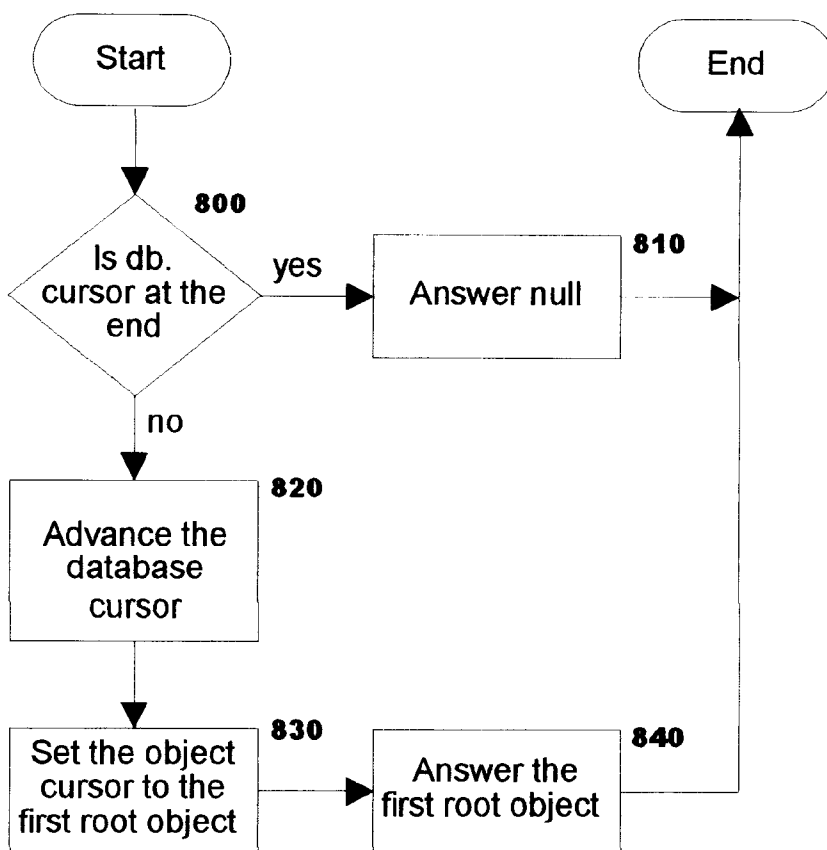 Start
End
800
Is db.
cursor at the
end
yes
810
Answer null
no
820
Advance the
database
cursor
830
Set the object
cursor to the
first root object
840
Answer the
first root object